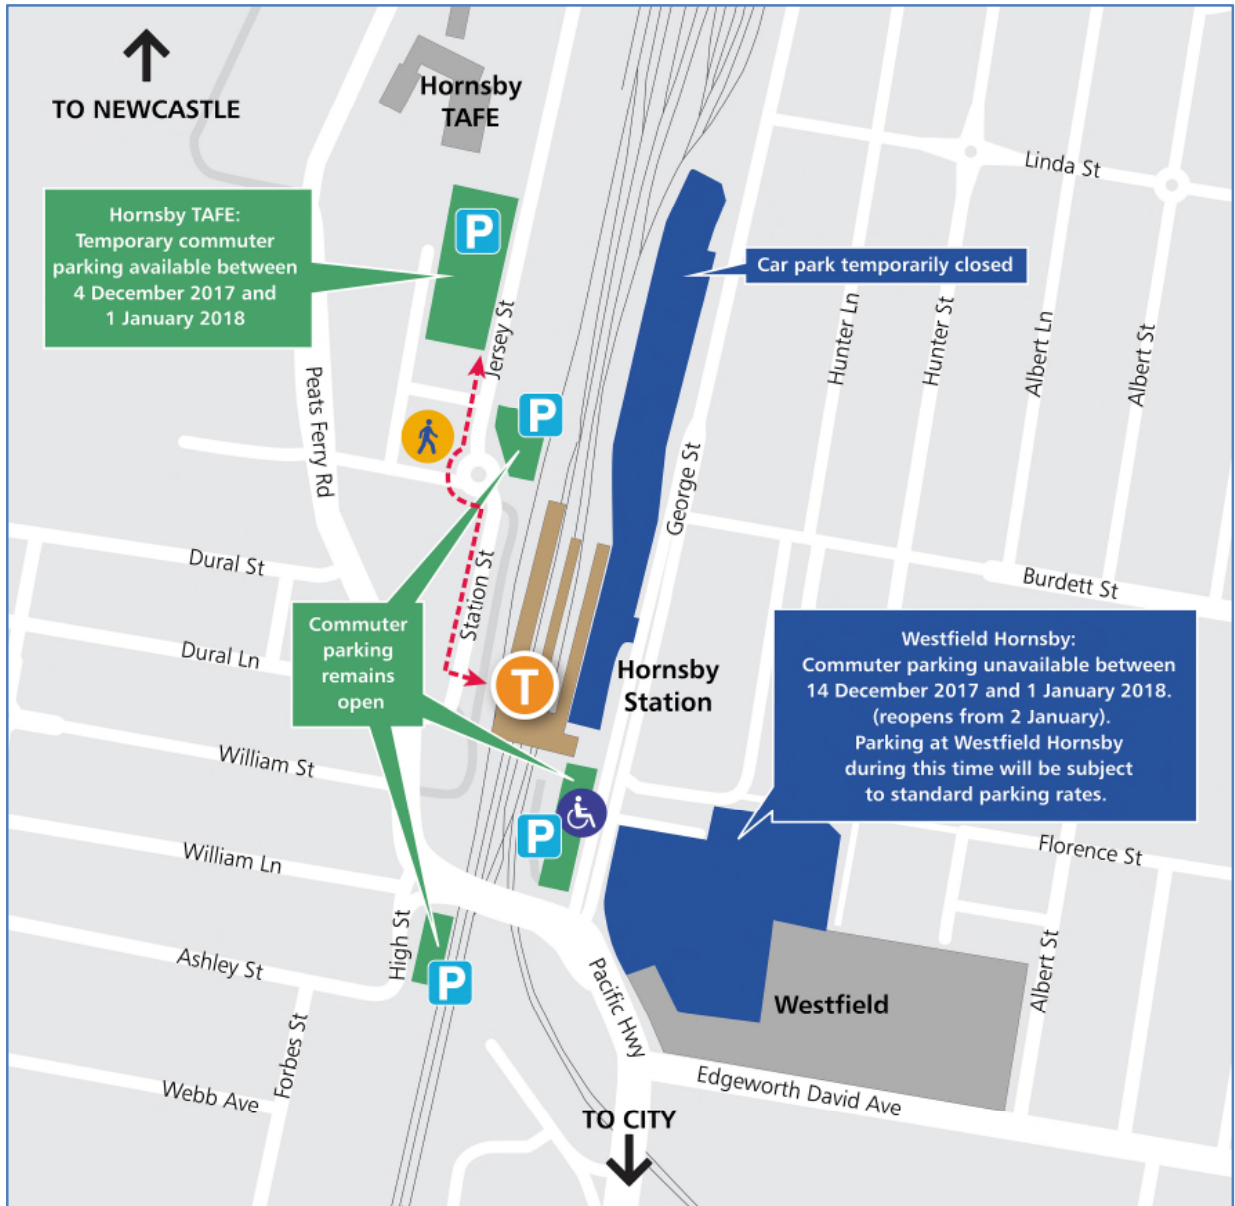 TO NEWCASTLE
Hornsby
TAFE
Linda St
Hornsby TAFE:
Temporary commuter
parking available between
4 December 2017 and
1 January 2018
P
Car park temporarily closed
Jersey St
Hunter Ln
Hunter St
Albert Ln
Albert St
Peats Ferry Rd
P
George St
Dural St
Station St
Burdett St
Commuter
parking
remains
open
Dural Ln
T
Hornsby
Station
Westfield Hornsby:
Commuter parking unavailable between
14 December 2017 and 1 January 2018.
(reopens from 2 January).
Parking at Westfield Hornsby
during this time will be subject
to standard parking rates.
William St
P
William Ln
Florence St
High St
Ashley St
P
Pacific Hwy
Westfield
Albert St
Forbes St
Webb Ave
Edgeworth David Ave
TO CITY